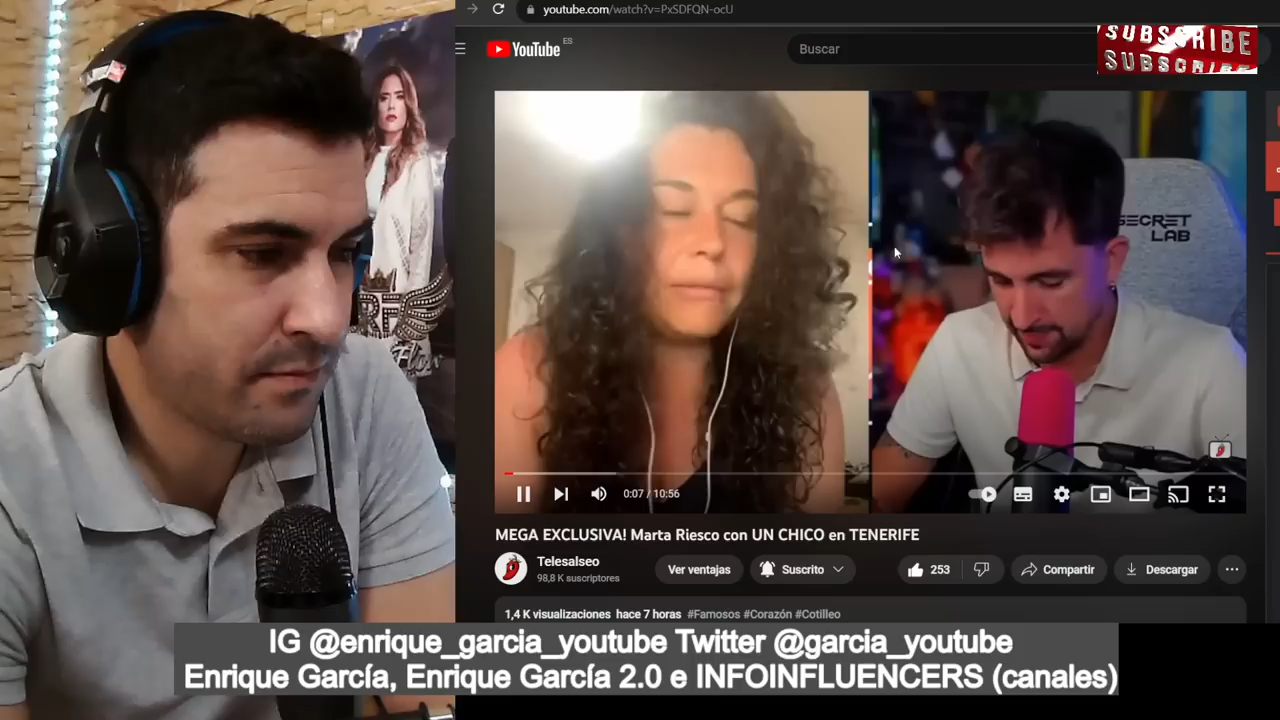 youtube.com/watch?v=PxSDFQN-ocU
YouTube ES
Buscar
SUBSCRIBE
SUBSCRIBE
SECRET
LAB
0:07 / 10:56
MEGA EXCLUSIVA! Marta Riesco con UN CHICO en TENERIFE
Telesalseo
98,8 K suscriptores
Ver ventajas
Suscrito
253
Compartir
Descargar
1,4 K visualizaciones hace 7 horas #Famosos #Corazón #Cotilleo
IG @enrique_garcia_youtube Twitter @garcia_youtube
Enrique García, Enrique García 2.0 e INFOINFLUENCERS (canales)